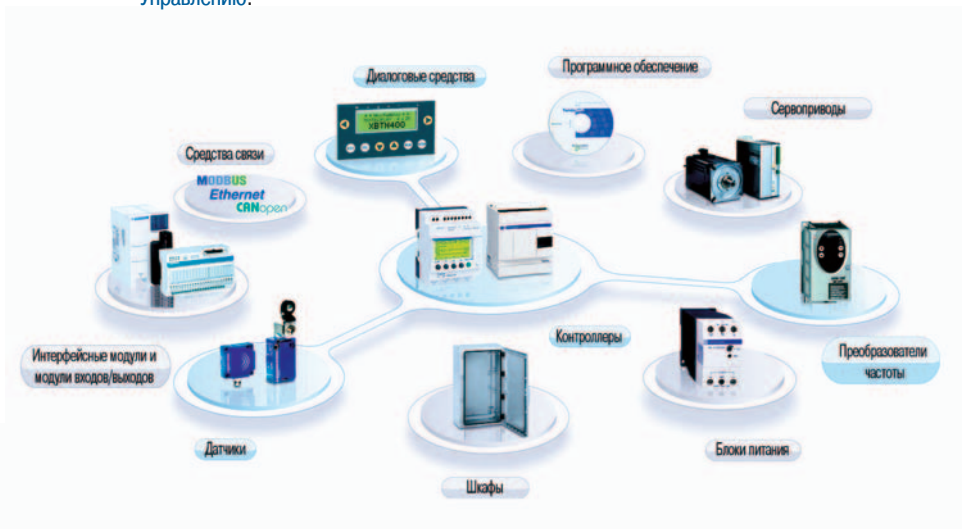 Управлению.
Диалоговые средства
Программное обеспечение
Сервоприводы
XBTN400
Средства связи
MODBUS
Ethernet
CANopen
Контроллеры
Интерфейсные модули и
модули входов/выходов
Преобразователи
частоты
Датчики
Блоки питания
Шкафы